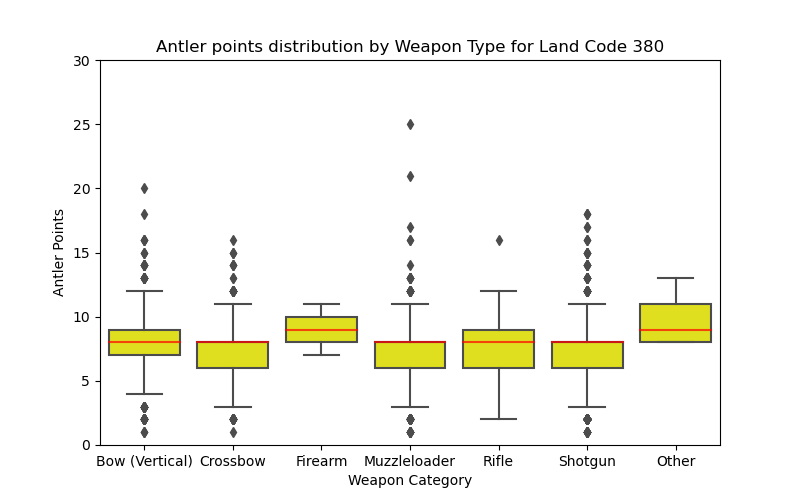 Antler points distribution by Weapon Type for Land Code 380
30
25
20
15
10
5
0
Antler Points
Bow (Vertical) Crossbow Firearm Muzzleloader Rifle Shotgun Other
Weapon Category